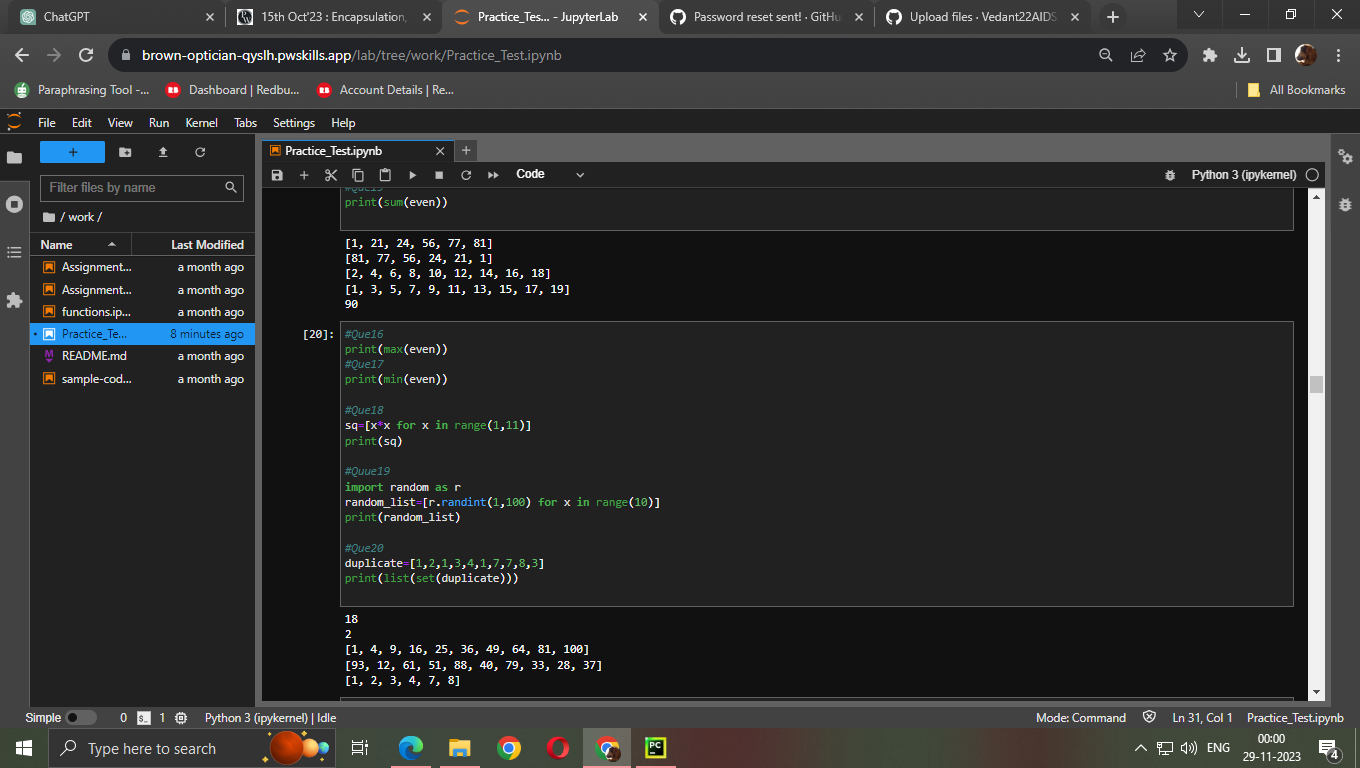 ChatGPT
15th Oct'23 : Encapsulation,
Practice_Tes... - JupyterLab
Password reset sent! · GitHu
Upload files · Vedant22AIDS
brown-optician-qyslh.pwskills.app/lab/tree/work/Practice_Test.ipynb
Paraphrasing Tool -...
Dashboard | Redbu...
Account Details | Re...
All Bookmarks
File Edit View Run Kernel Tabs Settings Help
Filter files by name
/ work /
Name Last Modified
Assignment... a month ago
Assignment... a month ago
functions.ip... a month ago
Practice_Te... 8 minutes ago
README.md a month ago
sample-cod... a month ago
Practice_Test.ipynb
Code
Python 3 (ipykernel)
print(sum(even))
[1, 21, 24, 56, 77, 81]
[81, 77, 56, 24, 21, 1]
[2, 4, 6, 8, 10, 12, 14, 16, 18]
[1, 3, 5, 7, 9, 11, 13, 15, 17, 19]
90
[20]:
#Que16
print(max(even))
#Que17
print(min(even))
#Que18
sq=[x*x for x in range(1,11)]
print(sq)
#Quue19
import random as r
random_list=[r.randint(1,100) for x in range(10)]
print(random_list)
#Que20
duplicate=[1,2,1,3,4,1,7,7,8,3]
print(list(set(duplicate)))
18
2
[1, 4, 9, 16, 25, 36, 49, 64, 81, 100]
[93, 12, 61, 51, 88, 40, 79, 33, 28, 37]
[1, 2, 3, 4, 7, 8]
Simple 0 1 Python 3 (ipykernel) | Idle
Mode: Command Ln 31, Col 1 Practice_Test.ipynb
Type here to search
PC
ENG
00:00
29-11-2023
4